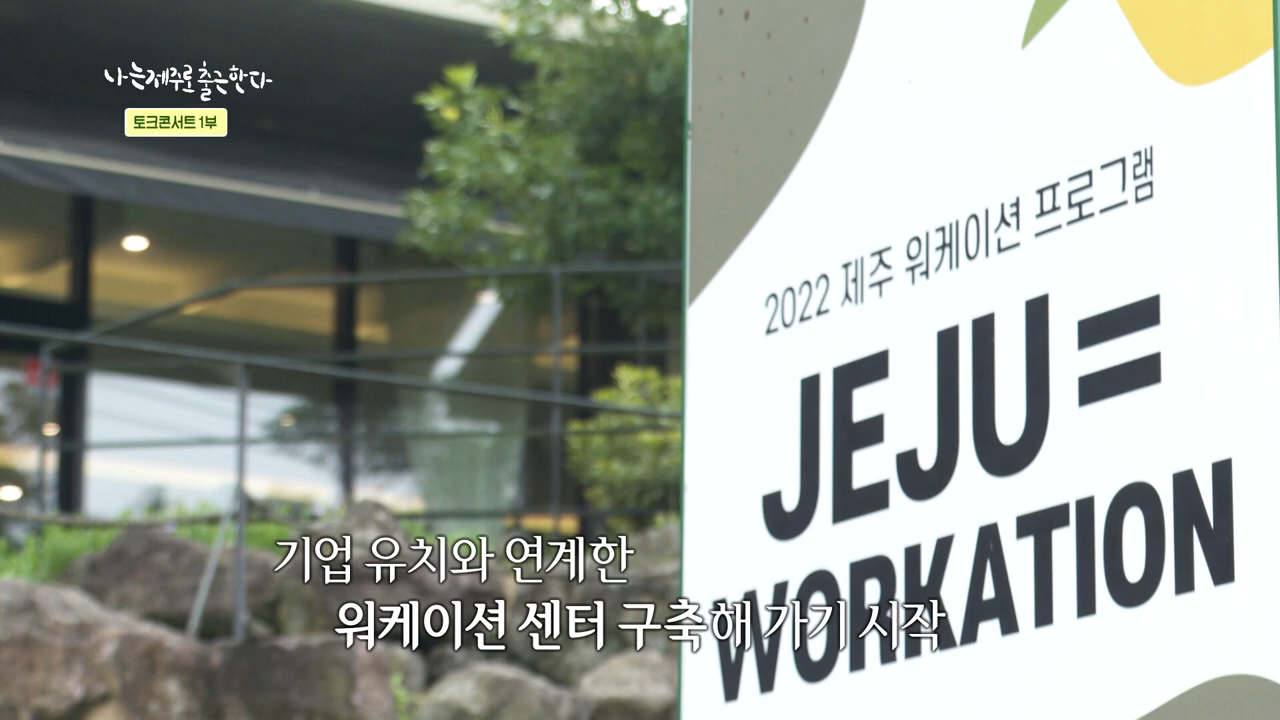 나는 제주로 출근한다
토크콘서트 1부
2022 제주 워케이션 프로그램
JEJU=
WORKATION
기업 유치와 연계한
워케이션 센터 구축해 가기 시작